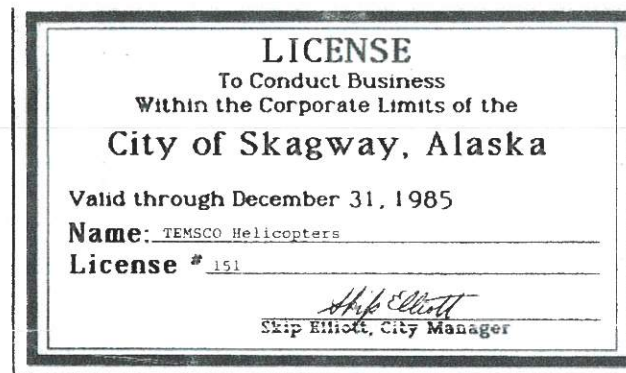 LICENSE
To Conduct Business
Within the Corporate Limits of the
City of Skagway, Alaska
Valid through December 31, 1985
Name: TEMSCO Helicopters
License # 151
Skip Elliott
Skip Elliott, City Manager